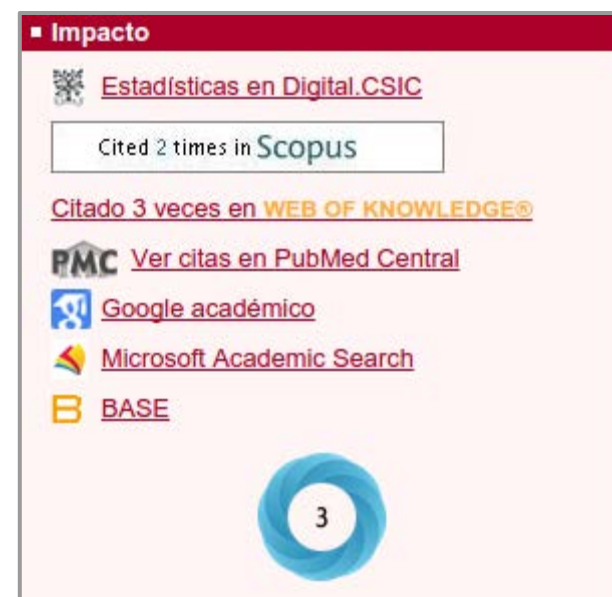 Impacto
Estadísticas en Digital.CSIC
Cited 2 times in Scopus
Citado 3 veces en WEB OF KNOWLEDGE®
PMC Ver citas en PubMed Central
Google académico
Microsoft Academic Search
BASE
3